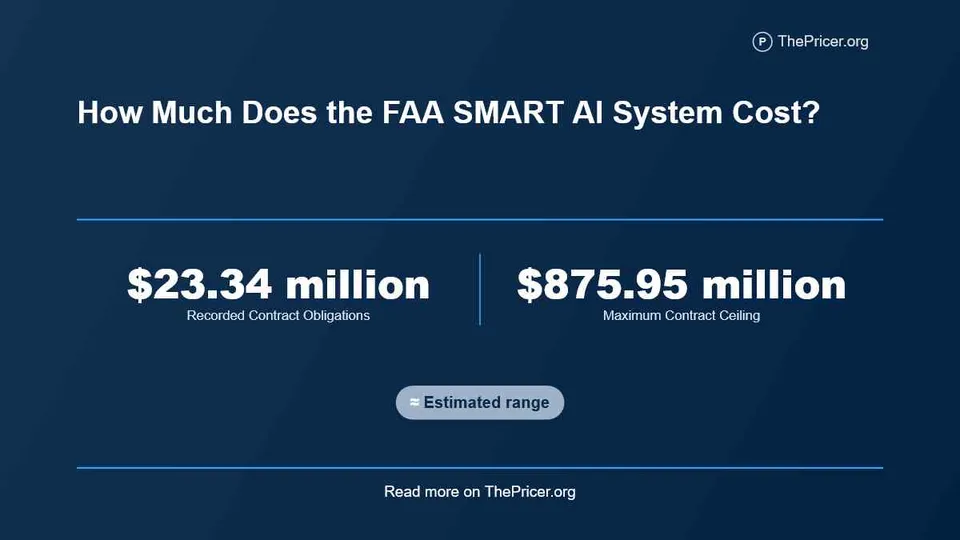 P ThePricer.org
How Much Does the FAA SMART AI System Cost?
$23.34 million
Recorded Contract Obligations
$875.95 million
Maximum Contract Ceiling
≈ Estimated range
Read more on ThePricer.org